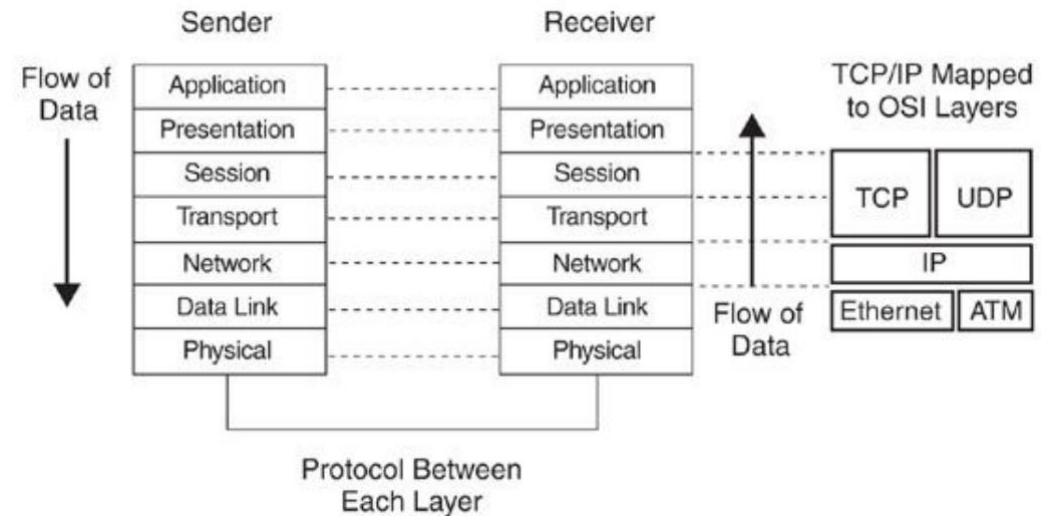 Sender
Receiver
Flow of
Data
Application
Presentation
Session
Transport
Network
Data Link
Physical
Application
Presentation
Session
Transport
Network
Data Link
Physical
Flow of
Data
TCP/IP Mapped
to OSI Layers
TCP UDP
IP
Ethernet ATM
Protocol Between
Each Layer